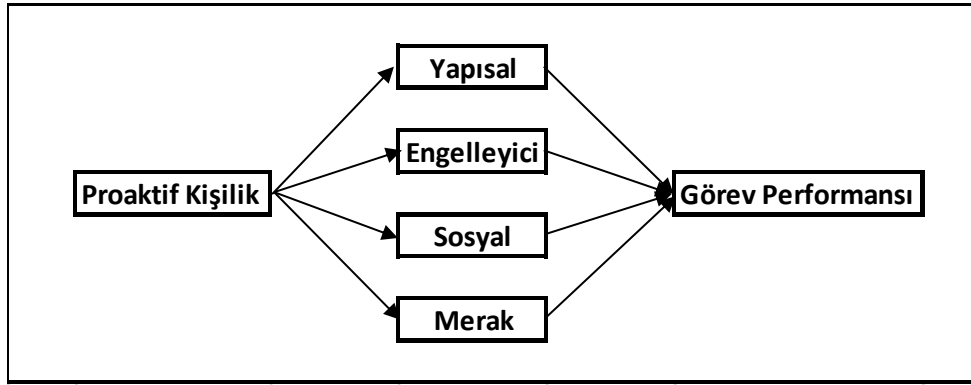 Yapısal
Engelleyici
Proaktif Kişilik
Görev Performansı
Sosyal
Merak